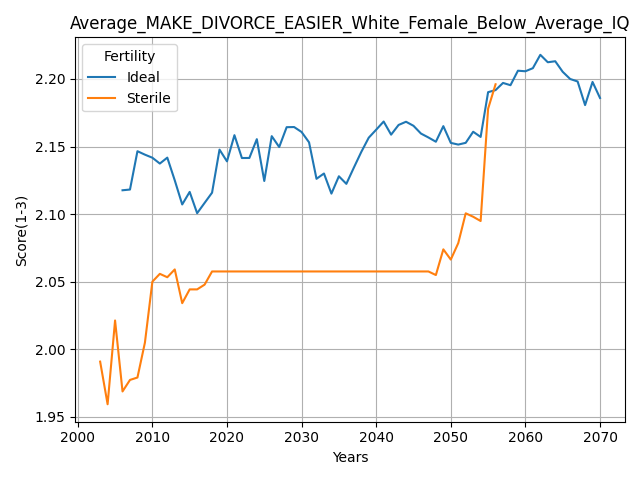 Average_MAKE_DIVORCE_EASIER_White_Female_Below_Average_IQ
Fertility
Ideal
Sterile
Score(1-3)
2.20
2.15
2.10
2.05
2.00
1.95
2000 2010 2020 2030 2040 2050 2060 2070
Years